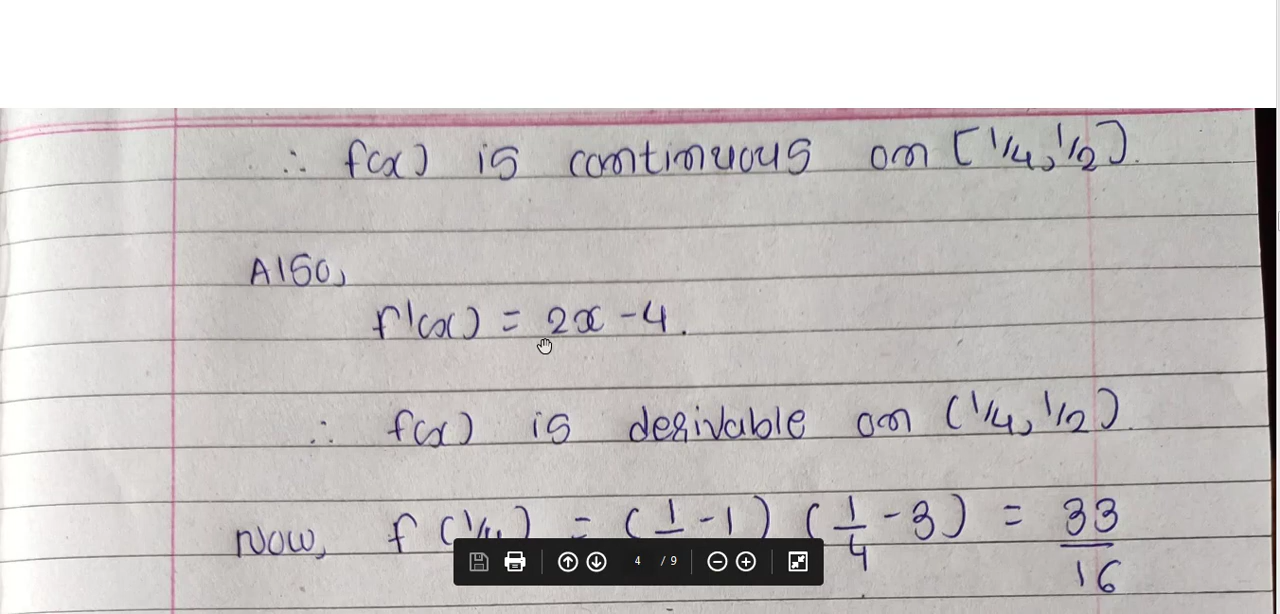 ∴ f(x) is continuous on [1/4, 1/2].
Also,
f'(x) = 2x - 4.
∴ f(x) is derivable on (1/4, 1/2).
Now, f (1/4) = (1/4 - 1) (1/4 - 3) = 33/16
4 / 9